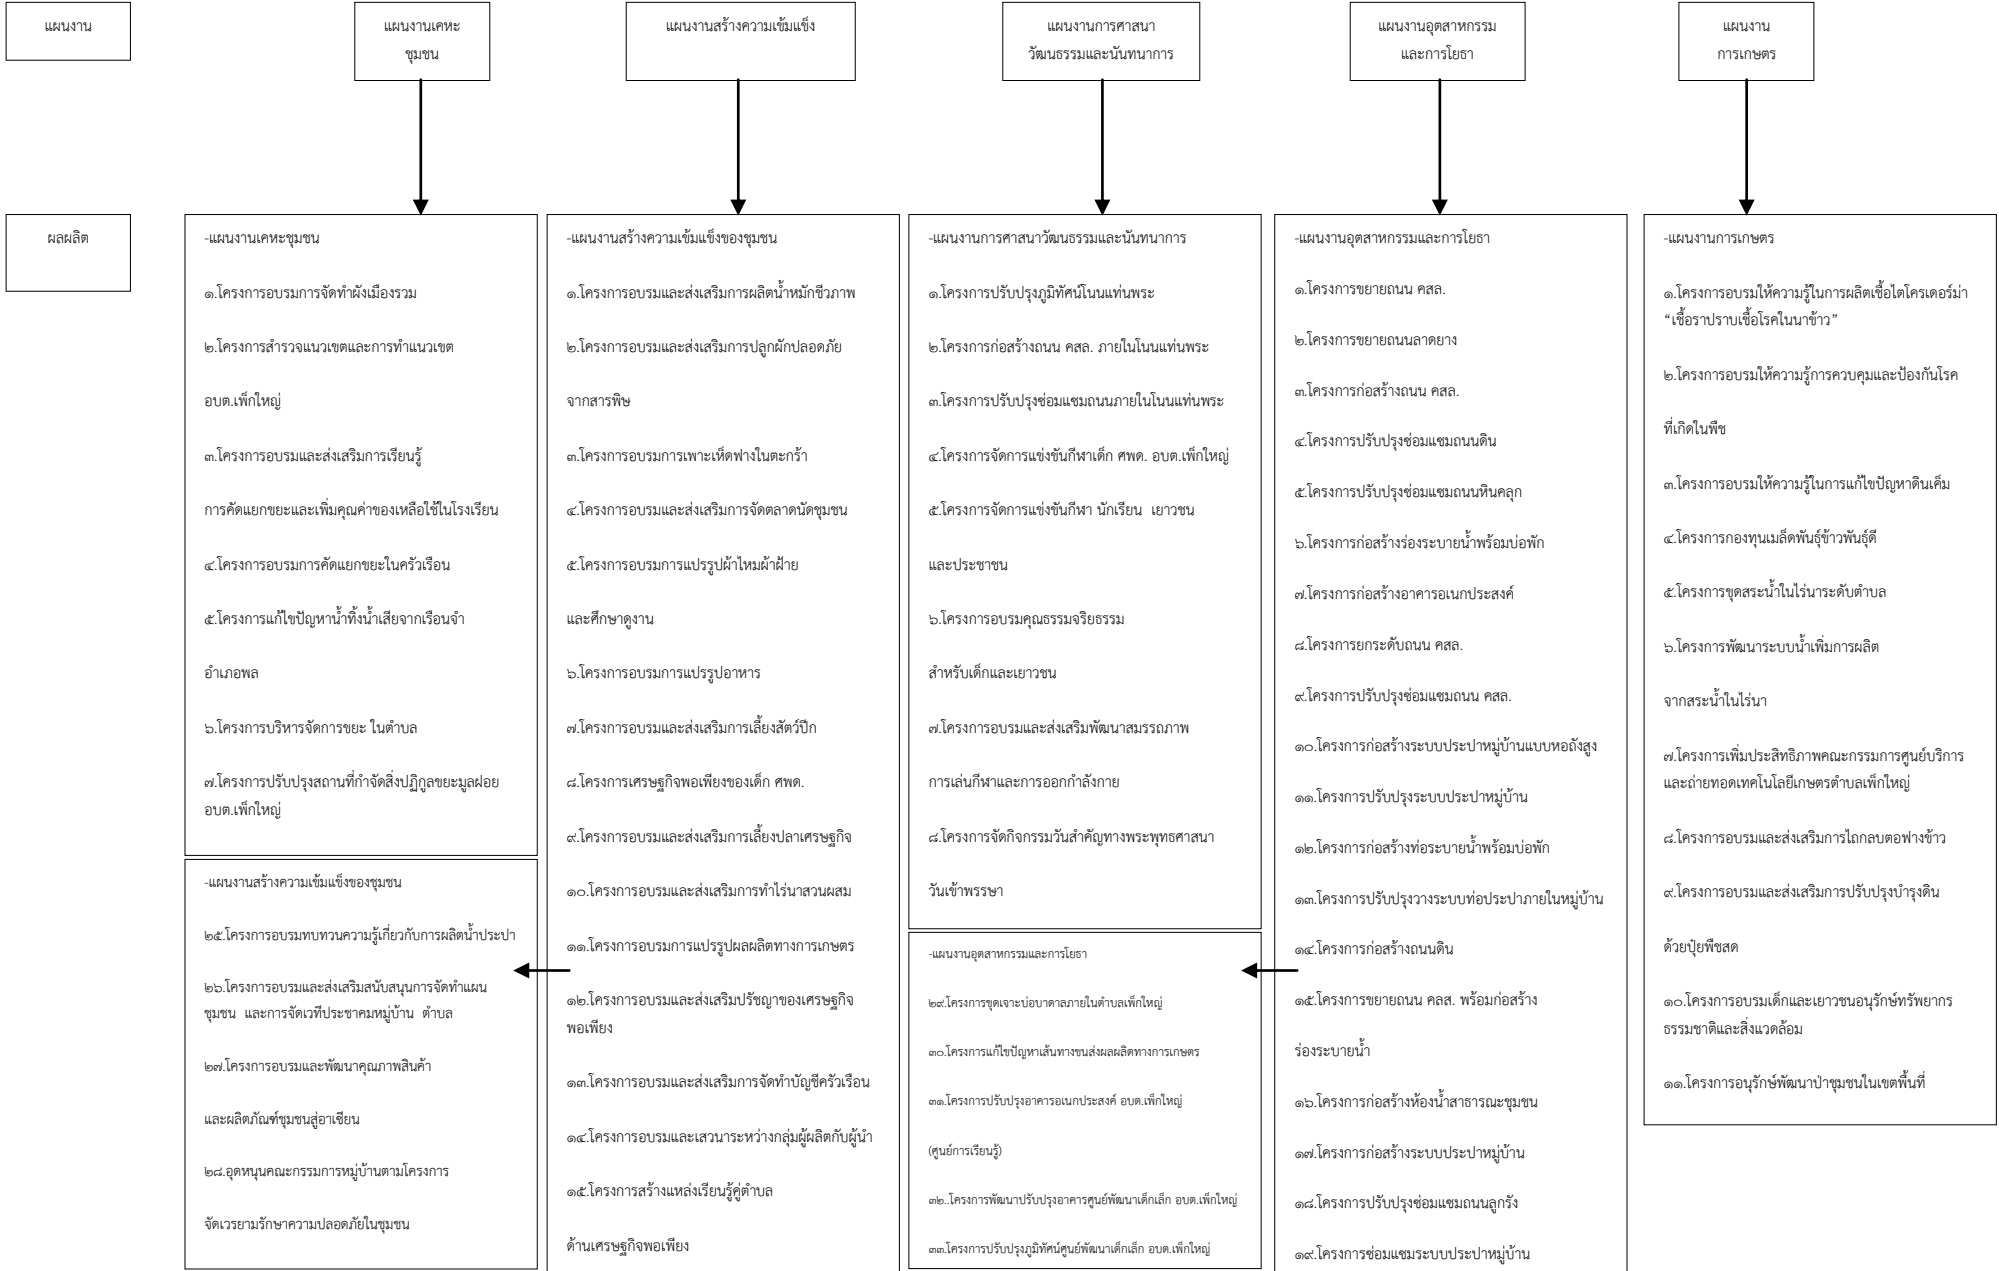 แผนงาน
แผนงานเคหะ
ชุมชน
แผนงานสร้างความเข้มแข็ง
แผนงานการศาสนา
วัฒนธรรมและนันทนาการ
แผนงานอุตสาหกรรม
และการโยธา
แผนงาน
การเกษตร
ผลผลิต
-แผนงานเคหะชุมชน
๑.โครงการอบรมการจัดทำผังเมืองรวม
๒.โครงการสำรวจแนวเขตและการทำแนวเขต
อบต.เพ็กใหญ่
๓.โครงการอบรมและส่งเสริมการเรียนรู้
การคัดแยกขยะและเพิ่มคุณค่าของเหลือใช้ในโรงเรียน
๔.โครงการอบรมการคัดแยกขยะในครัวเรือน
๕.โครงการแก้ไขปัญหาน้ำทิ้งน้ำเสียจากเรือนจำ
อำเภอพล
๖.โครงการบริหารจัดการขยะ ในตำบล
๗.โครงการปรับปรุงสถานที่กำจัดสิ่งปฏิกูลขยะมูลฝอย
อบต.เพ็กใหญ่
-แผนงานสร้างความเข้มแข็งของชุมชน
๒๕.โครงการอบรมทบทวนความรู้เกี่ยวกับการผลิตน้ำประปา
๒๖.โครงการอบรมและส่งเสริมสนับสนุนการจัดทำแผน
ชุมชน และการจัดเวทีประชาคมหมู่บ้าน ตำบล
๒๗.โครงการอบรมและพัฒนาคุณภาพสินค้า
และผลิตภัณฑ์ชุมชนสู่อาเซียน
๒๘.อุดหนุนคณะกรรมการหมู่บ้านตามโครงการ
จัดเวรยามรักษาความปลอดภัยในชุมชน
-แผนงานสร้างความเข้มแข็งของชุมชน
๑.โครงการอบรมและส่งเสริมการผลิตน้ำหมักชีวภาพ
๒.โครงการอบรมและส่งเสริมการปลูกผักปลอดภัย
จากสารพิษ
๓.โครงการอบรมการเพาะเห็ดฟางในตะกร้า
๔.โครงการอบรมและส่งเสริมการจัดตลาดนัดชุมชน
๕.โครงการอบรมการแปรรูปผ้าไหมผ้าฝ้าย
และศึกษาดูงาน
๖.โครงการอบรมการแปรรูปอาหาร
๗.โครงการอบรมและส่งเสริมการเลี้ยงสัตว์ปีก
๘.โครงการเศรษฐกิจพอเพียงของเด็ก ศพด.
๙.โครงการอบรมและส่งเสริมการเลี้ยงปลาเศรษฐกิจ
๑๐.โครงการอบรมและส่งเสริมการทำไร่นาสวนผสม
๑๑.โครงการอบรมการแปรรูปผลผลิตทางการเกษตร
๑๒.โครงการอบรมและส่งเสริมปรัชญาของเศรษฐกิจ
พอเพียง
๑๓.โครงการอบรมและส่งเสริมการจัดทำบัญชีครัวเรือน
๑๔.โครงการอบรมและเสวนาระหว่างกลุ่มผู้ผลิตกับผู้นำ
๑๕.โครงการสร้างแหล่งเรียนรู้คู่ตำบล
ด้านเศรษฐกิจพอเพียง
-แผนงานการศาสนาวัฒนธรรมและนันทนาการ
๑.โครงการปรับปรุงภูมิทัศน์โนนแท่นพระ
๒.โครงการก่อสร้างถนน คสล. ภายในโนนแท่นพระ
๓.โครงการปรับปรุงซ่อมแซมถนนภายในโนนแท่นพระ
๔.โครงการจัดการแข่งขันกีฬาเด็ก ศพด. อบต.เพ็กใหญ่
๕.โครงการจัดการแข่งขันกีฬา นักเรียน เยาวชน
และประชาชน
๖.โครงการอบรมคุณธรรมจริยธรรม
สำหรับเด็กและเยาวชน
๗.โครงการอบรมและส่งเสริมพัฒนาสมรรถภาพ
การเล่นกีฬาและการออกกำลังกาย
๘.โครงการจัดกิจกรรมวันสำคัญทางพระพุทธศาสนา
วันเข้าพรรษา
-แผนงานอุตสาหกรรมและการโยธา
๒๙.โครงการขุดเจาะบ่อบาดาลภายในตำบลเพ็กใหญ่
๓๐.โครงการแก้ไขปัญหาเส้นทางขนส่งผลผลิตทางการเกษตร
๓๑.โครงการปรับปรุงอาคารอเนกประสงค์ อบต.เพ็กใหญ่
(ศูนย์การเรียนรู้)
๓๒..โครงการพัฒนาปรับปรุงอาคารศูนย์พัฒนาเด็กเล็ก อบต.เพ็กใหญ่
๓๓.โครงการปรับปรุงภูมิทัศน์ศูนย์พัฒนาเด็กเล็ก อบต.เพ็กใหญ่
-แผนงานอุตสาหกรรมและการโยธา
๑.โครงการขยายถนน คสล.
๒.โครงการขยายถนนลาดยาง
๓.โครงการก่อสร้างถนน คสล.
๔.โครงการปรับปรุงซ่อมแซมถนนดิน
๕.โครงการปรับปรุงซ่อมแซมถนนหินคลุก
๖.โครงการก่อสร้างร่องระบายน้ำพร้อมบ่อพัก
๗.โครงการก่อสร้างอาคารอเนกประสงค์
๘.โครงการยกระดับถนน คสล.
๙.โครงการปรับปรุงซ่อมแซมถนน คสล.
๑๐.โครงการก่อสร้างระบบประปาหมู่บ้านแบบหอถังสูง
๑๑.โครงการปรับปรุงระบบประปาหมู่บ้าน
๑๒.โครงการก่อสร้างท่อระบายน้ำพร้อมบ่อพัก
๑๓.โครงการปรับปรุงวางระบบท่อประปาภายในหมู่บ้าน
๑๔.โครงการก่อสร้างถนนดิน
๑๕.โครงการขยายถนน คลส. พร้อมก่อสร้าง
ร่องระบายน้ำ
๑๖.โครงการก่อสร้างห้องน้ำสาธารณะชุมชน
๑๗.โครงการก่อสร้างระบบประปาหมู่บ้าน
๑๘.โครงการปรับปรุงซ่อมแซมถนนลูกรัง
๑๙.โครงการซ่อมแซมระบบประปาหมู่บ้าน
-แผนงานการเกษตร
๑.โครงการอบรมให้ความรู้ในการผลิตเชื้อไตโครเดอร์ม่า
“เชื้อราปราบเชื้อโรคในนาข้าว”
๒.โครงการอบรมให้ความรู้การควบคุมและป้องกันโรค
ที่เกิดในพืช
๓.โครงการอบรมให้ความรู้ในการแก้ไขปัญหาดินเค็ม
๔.โครงการกองทุนเมล็ดพันธุ์ข้าวพันธุ์ดี
๕.โครงการขุดสระน้ำในไร่นาระดับตำบล
๖.โครงการพัฒนาระบบน้ำเพิ่มการผลิต
จากสระน้ำในไร่นา
๗.โครงการเพิ่มประสิทธิภาพคณะกรรมการศูนย์บริการ
และถ่ายทอดเทคโนโลยีเกษตรตำบลเพ็กใหญ่
๘.โครงการอบรมและส่งเสริมการไถกลบตอฟางข้าว
๙.โครงการอบรมและส่งเสริมการปรับปรุงบำรุงดิน
ด้วยปุ๋ยพืชสด
๑๐.โครงการอบรมเด็กและเยาวชนอนุรักษ์ทรัพยากร
ธรรมชาติและสิ่งแวดล้อม
๑๑.โครงการอนุรักษ์พัฒนาป่าชุมชนในเขตพื้นที่